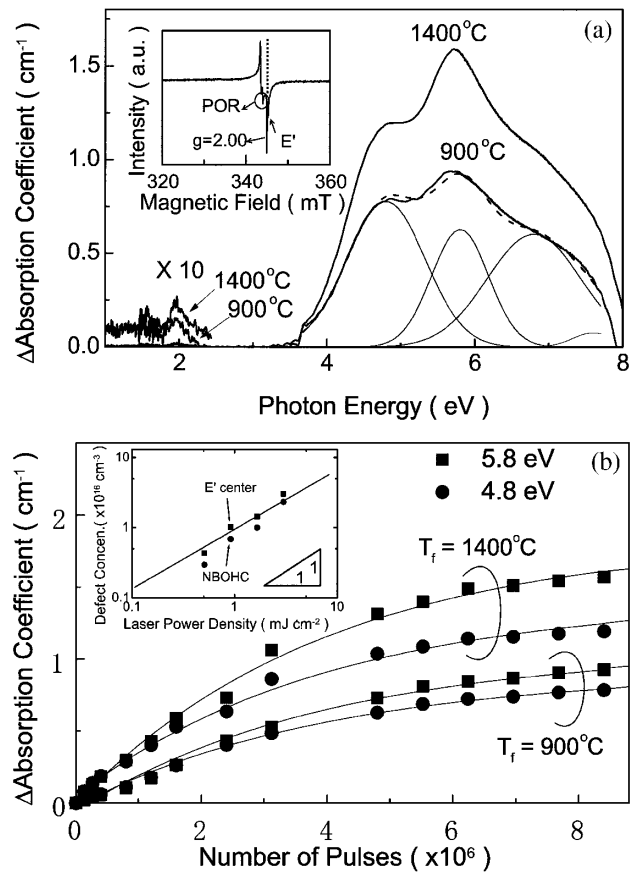 ΔAbsorption Coefficient ( cm⁻¹ )
1.5
1.0
0.5
0.0
2
4
6
8
Photon Energy ( eV )
(a)
1400°C
900°C
X 10
1400°C
900°C
Intensity ( a.u. )
POR
g=2.00
E'
320
340
360
Magnetic Field ( mT )
ΔAbsorption Coefficient ( cm⁻¹ )
2
1
0
0
2
4
6
8
Number of Pulses ( x10⁶ )
(b)
5.8 eV
4.8 eV
T_f = 1400°C
T_f = 900°C
Defect Concen.( x10¹⁶ cm⁻³ )
10
1
0.1
0.1
1
10
Laser Power Density ( mJ cm⁻² )
E' center
NBOHC
1
1